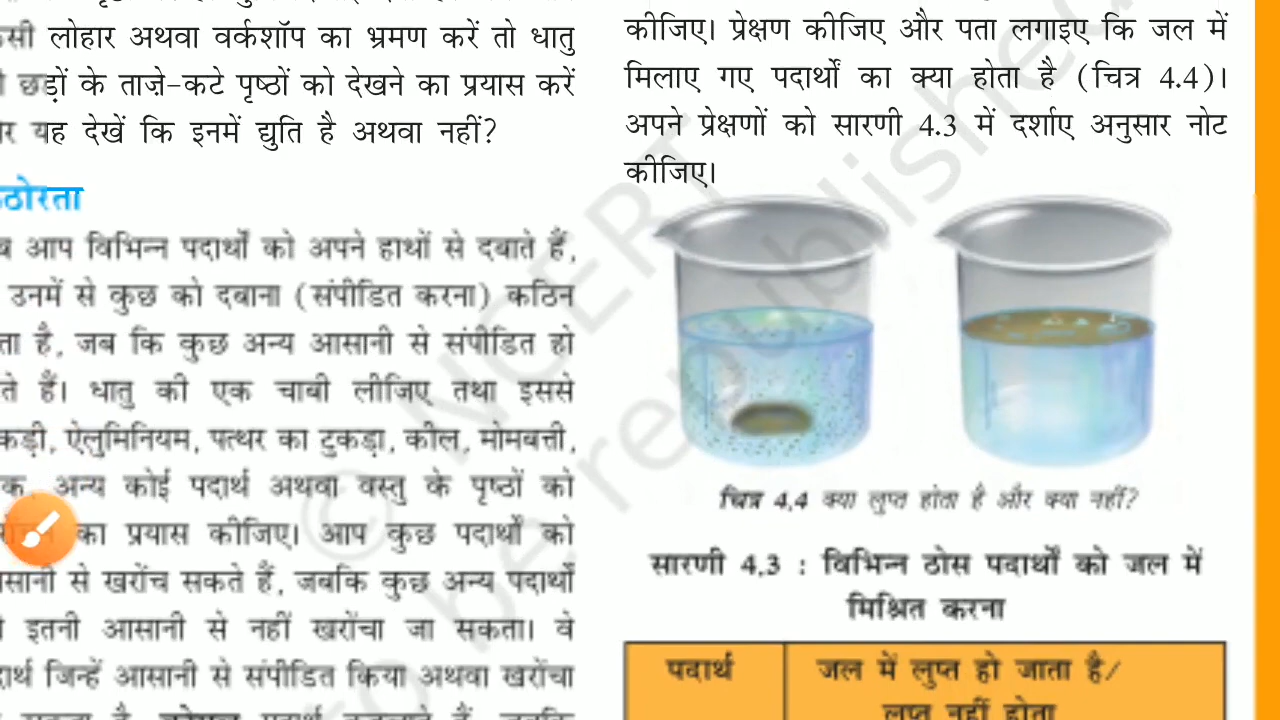 लोहार अथवा वर्कशॉप का भ्रमण करें तो धातु
छड़ों के ताज़े-कटे पृष्ठों को देखने का प्रयास करें
यह देखें कि इनमें द्युति है अथवा नहीं?
आप विभिन्न पदार्थों को अपने हाथों से दबाते हैं,
उनमें से कुछ को दबाना (संपीडित करना) कठिन
है, जब कि कुछ अन्य आसानी से संपीडित हो
हैं। धातु की एक चाबी लीजिए तथा इससे
ऐलुमिनियम, पत्थर का टुकड़ा, कील, मोमबत्ती,
अन्य कोई पदार्थ अथवा वस्तु के पृष्ठों को
का प्रयास कीजिए। आप कुछ पदार्थों को
से खरोंच सकते हैं, जबकि कुछ अन्य पदार्थों
इतनी आसानी से नहीं खरोंचा जा सकता। वे
जिन्हें आसानी से संपीडित किया अथवा खरोंचा
कीजिए। प्रेक्षण कीजिए और पता लगाइए कि जल में
मिलाए गए पदार्थों का क्या होता है (चित्र 4.4)।
अपने प्रेक्षणों को सारणी 4.3 में दर्शाए अनुसार नोट
कीजिए।
चित्र 4.4 क्या लुप्त होता है और क्या नहीं?
सारणी 4.3 : विभिन्न ठोस पदार्थों को जल में
मिश्रित करना
पदार्थ
जल में लुप्त हो जाता है/
लुप्त नहीं होता
© NCERT
to be republished